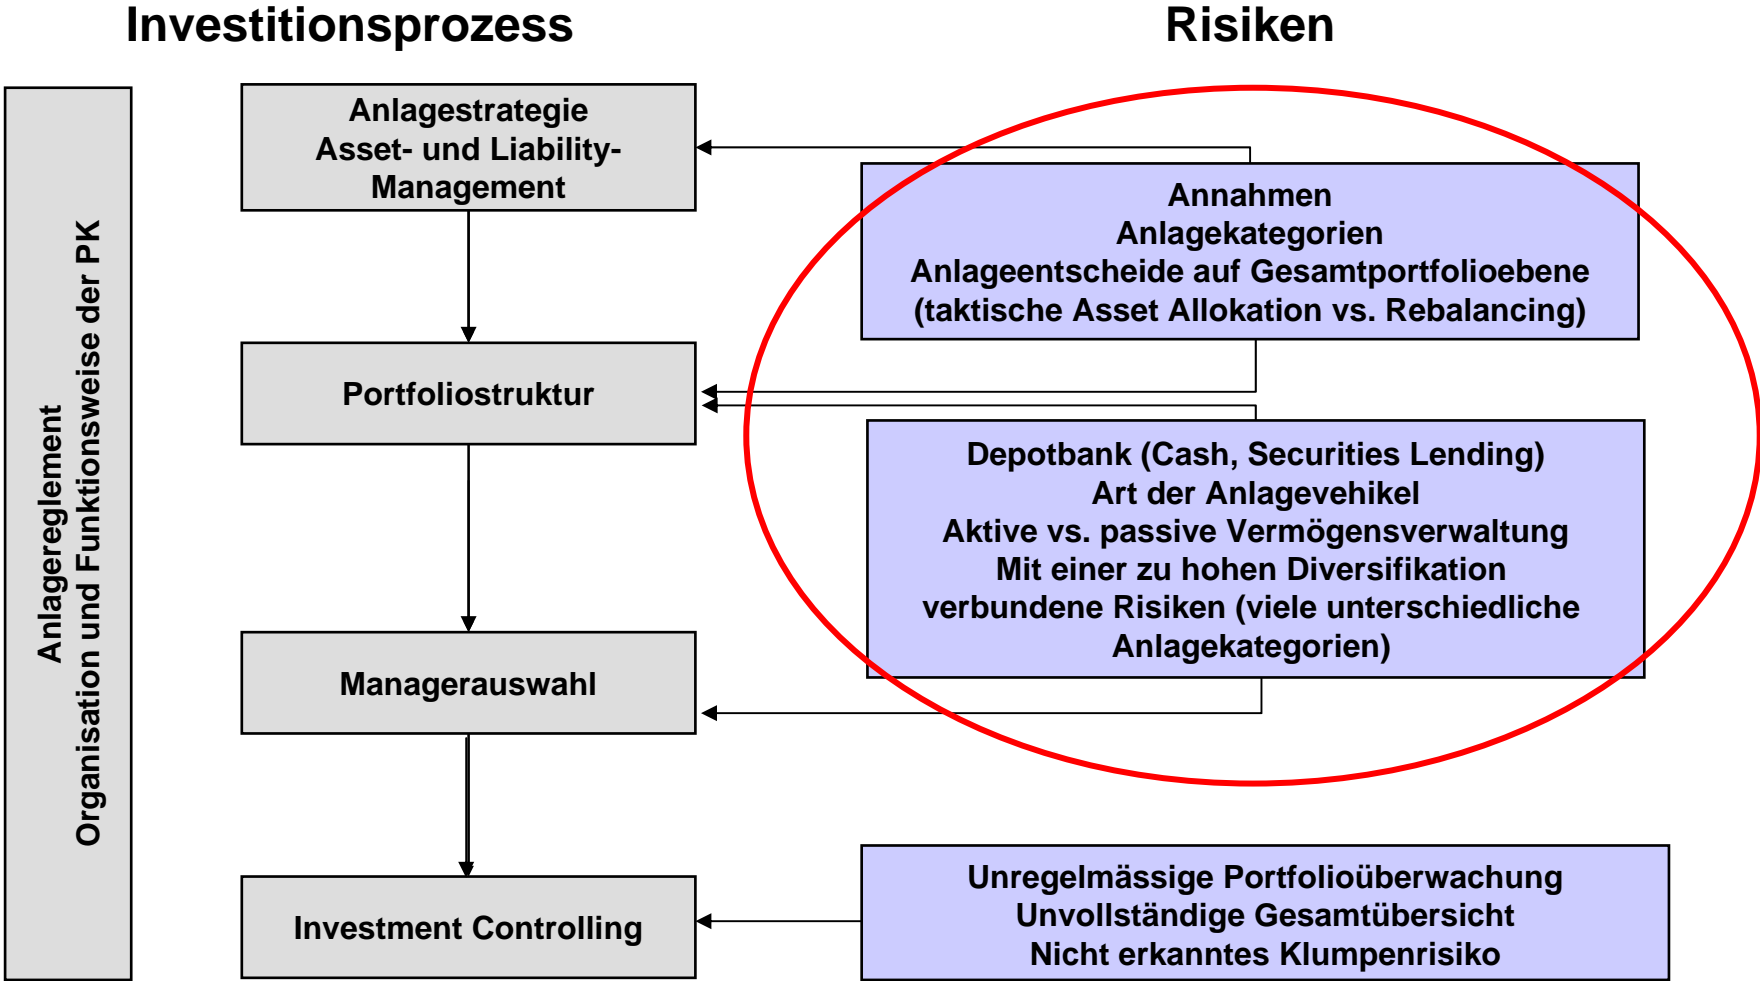 Investitionsprozess
Risiken
Anlagereglement
Organisation und Funktionsweise der PK
Anlagestrategie
Asset- und Liability-
Management
Annahmen
Anlagekategorien
Anlageentscheide auf Gesamtportfolioebene
(taktische Asset Allokation vs. Rebalancing)
Portfoliostruktur
Depotbank (Cash, Securities Lending)
Art der Anlagevehikel
Aktive vs. passive Vermögensverwaltung
Mit einer zu hohen Diversifikation
verbundene Risiken (viele unterschiedliche
Anlagekategorien)
Managerauswahl
Investment Controlling
Unregelmässige Portfolioüberwachung
Unvollständige Gesamtübersicht
Nicht erkanntes Klumpenrisiko